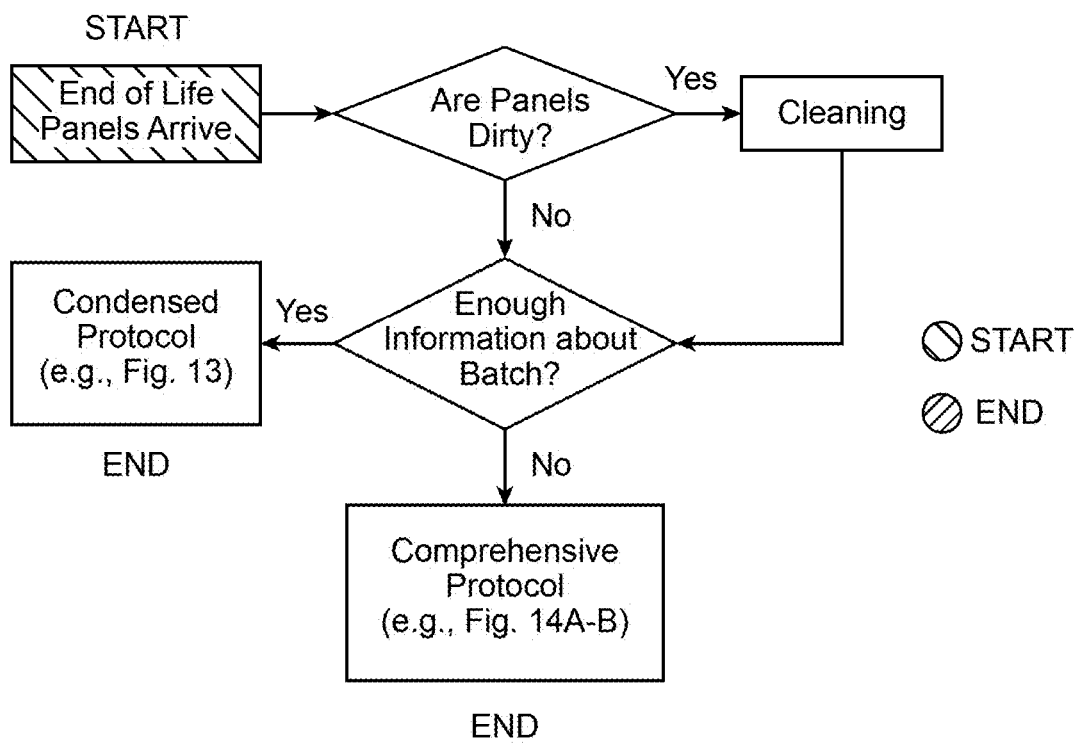 START
End of Life
Panels Arrive
Are Panels
Dirty?
Yes
Cleaning
No
Condensed
Protocol
(e.g., Fig. 13)
Yes
Enough
Information about
Batch?
START
END
END
No
Comprehensive
Protocol
(e.g., Fig. 14A-B)
END